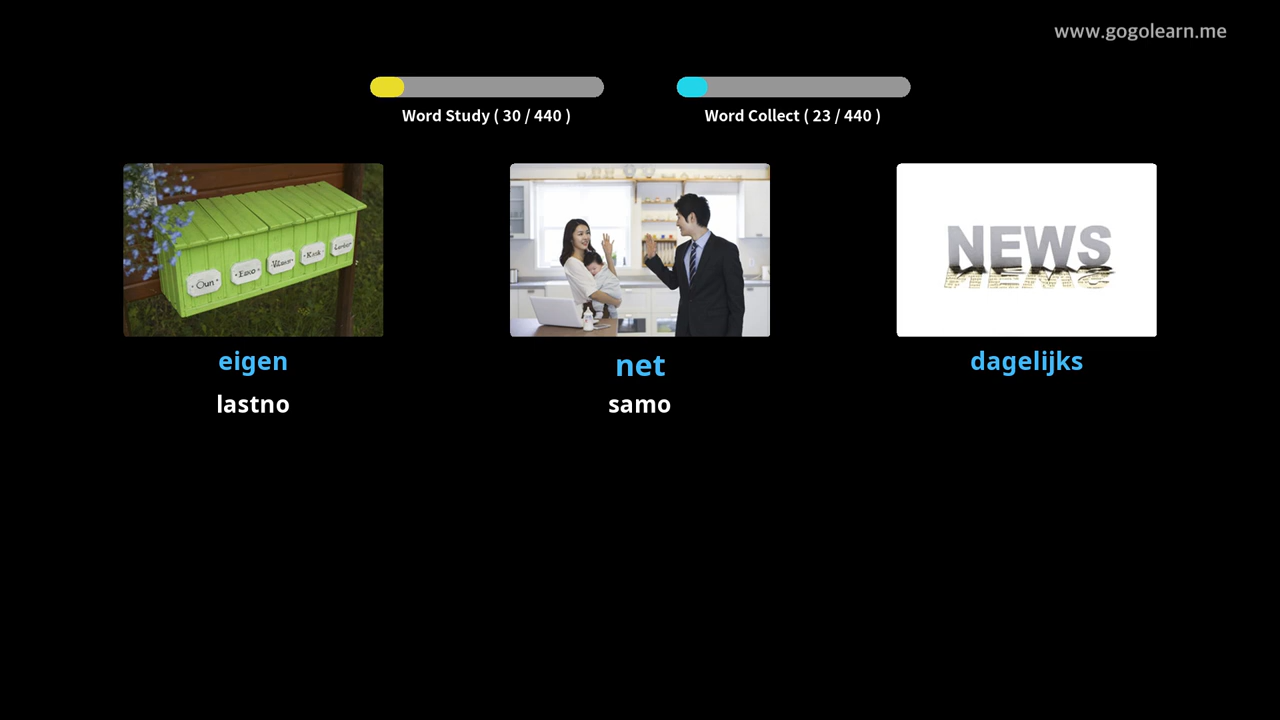 www.gogolearn.me
Word Study ( 30 / 440 )
Word Collect ( 23 / 440 )
NEWS
eigen
net
dagelijks
lastno
samo